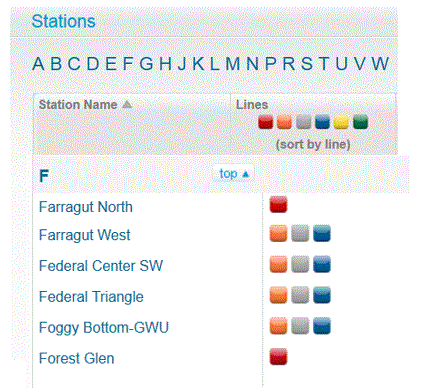 Stations
A B C D E F G H J K L M N P R S T U V W
Station Name Lines
(sort by line)
F top
Farragut North
Farragut West
Federal Center SW
Federal Triangle
Foggy Bottom-GWU
Forest Glen